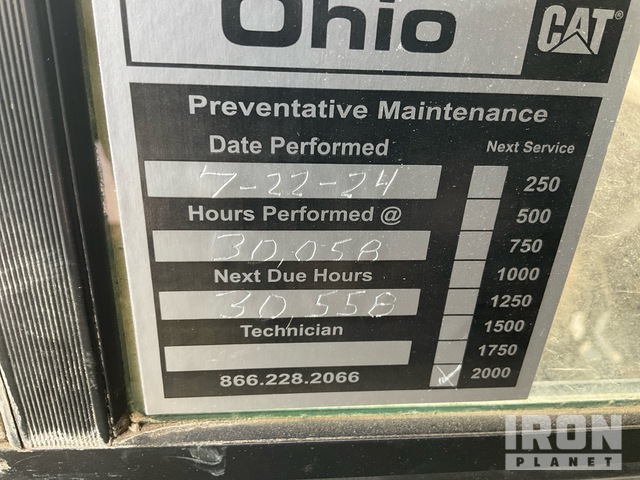 Ohio CAT
Preventative Maintenance
Date Performed Next Service
7-22-24 250
Hours Performed @ 500
30,058 750
Next Due Hours 1000
30,558 1250
Technician 1500
1750
866.228.2066 2000
IRON
PLANET